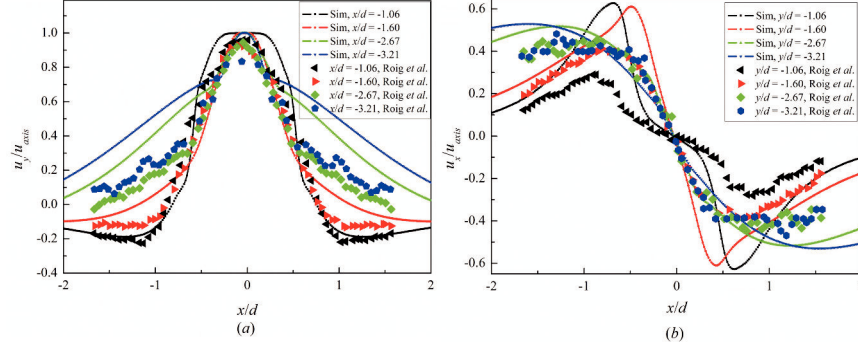 Sim, x/d = -1.06
Sim, x/d = -1.60
Sim, x/d = -2.67
Sim, x/d = -3.21
x/d = -1.06, Roig et al.
x/d = -1.60, Roig et al.
x/d = -2.67, Roig et al.
x/d = -3.21, Roig et al.
1.0
0.8
0.6
0.4
0.2
0.0
-0.2
-0.4
u_y/u_axis
-2
-1
0
1
2
x/d
(a)
Sim, y/d = -1.06
Sim, y/d = -1.60
Sim, y/d = -2.67
Sim, y/d = -3.21
y/d = -1.06, Roig et al.
y/d = -1.60, Roig et al.
y/d = -2.67, Roig et al.
y/d = -3.21, Roig et al.
0.6
0.4
0.2
0.0
-0.2
-0.4
-0.6
u_x/u_axis
-2
-1
0
1
2
x/d
(b)